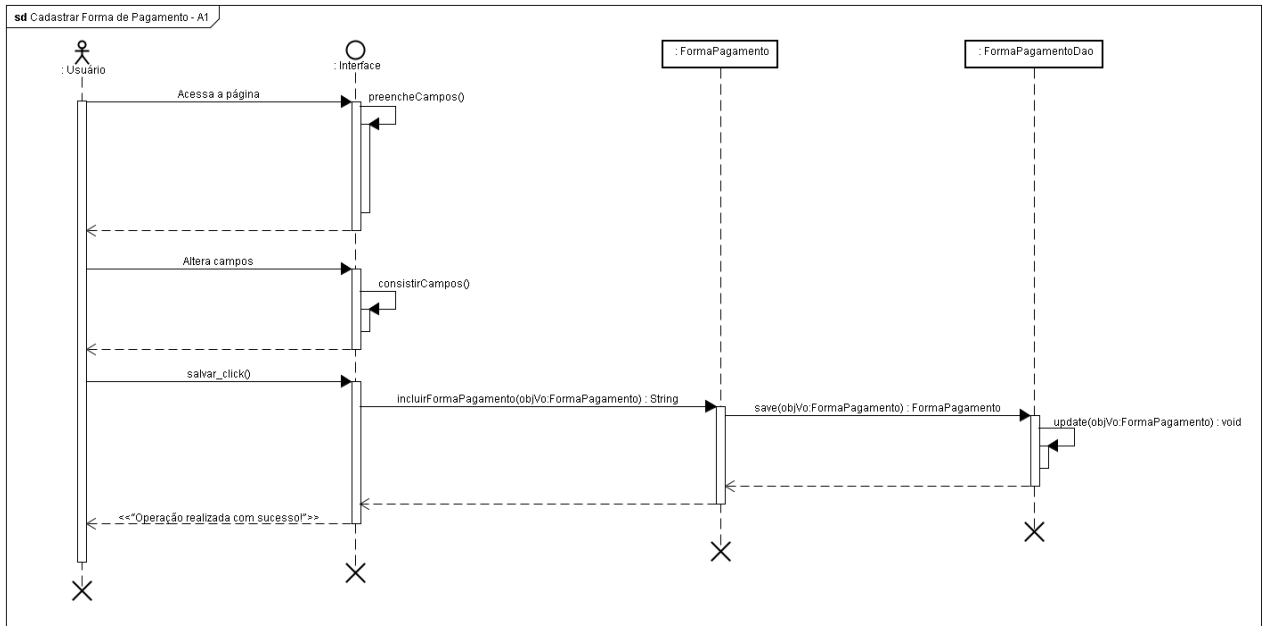 sd Cadastrar Forma de Pagamento - A1
: Usuário
: Interface
: FormaPagamento
: FormaPagamentoDao
Acessa a página
preencheCampos()
Altera campos
consistirCampos()
salvar_click()
incluirFormaPagamento(objVo:FormaPagamento) : String
save(objVo:FormaPagamento) : FormaPagamento
update(objVo:FormaPagamento) : void
<<"Operação realizada com sucesso!">>